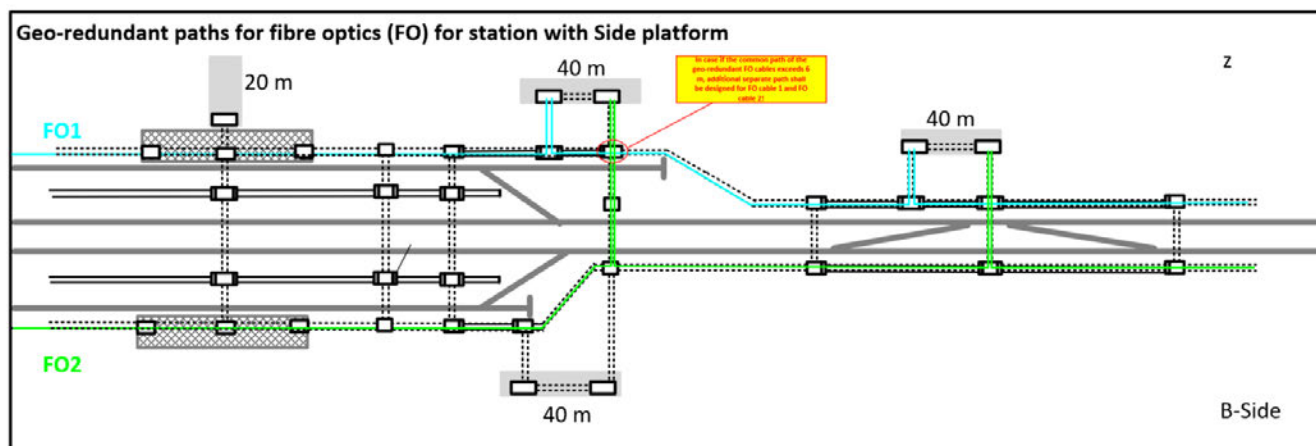 Geo-redundant paths for fibre optics (FO) for station with Side platform
20 m
40 m
In case if the common path of the
geo-redundant FO cables exceeds 6
m, additional separate path shall
be designed for FO cable 1 and FO
cable 2!
z
FO1
40 m
FO2
40 m
B-Side